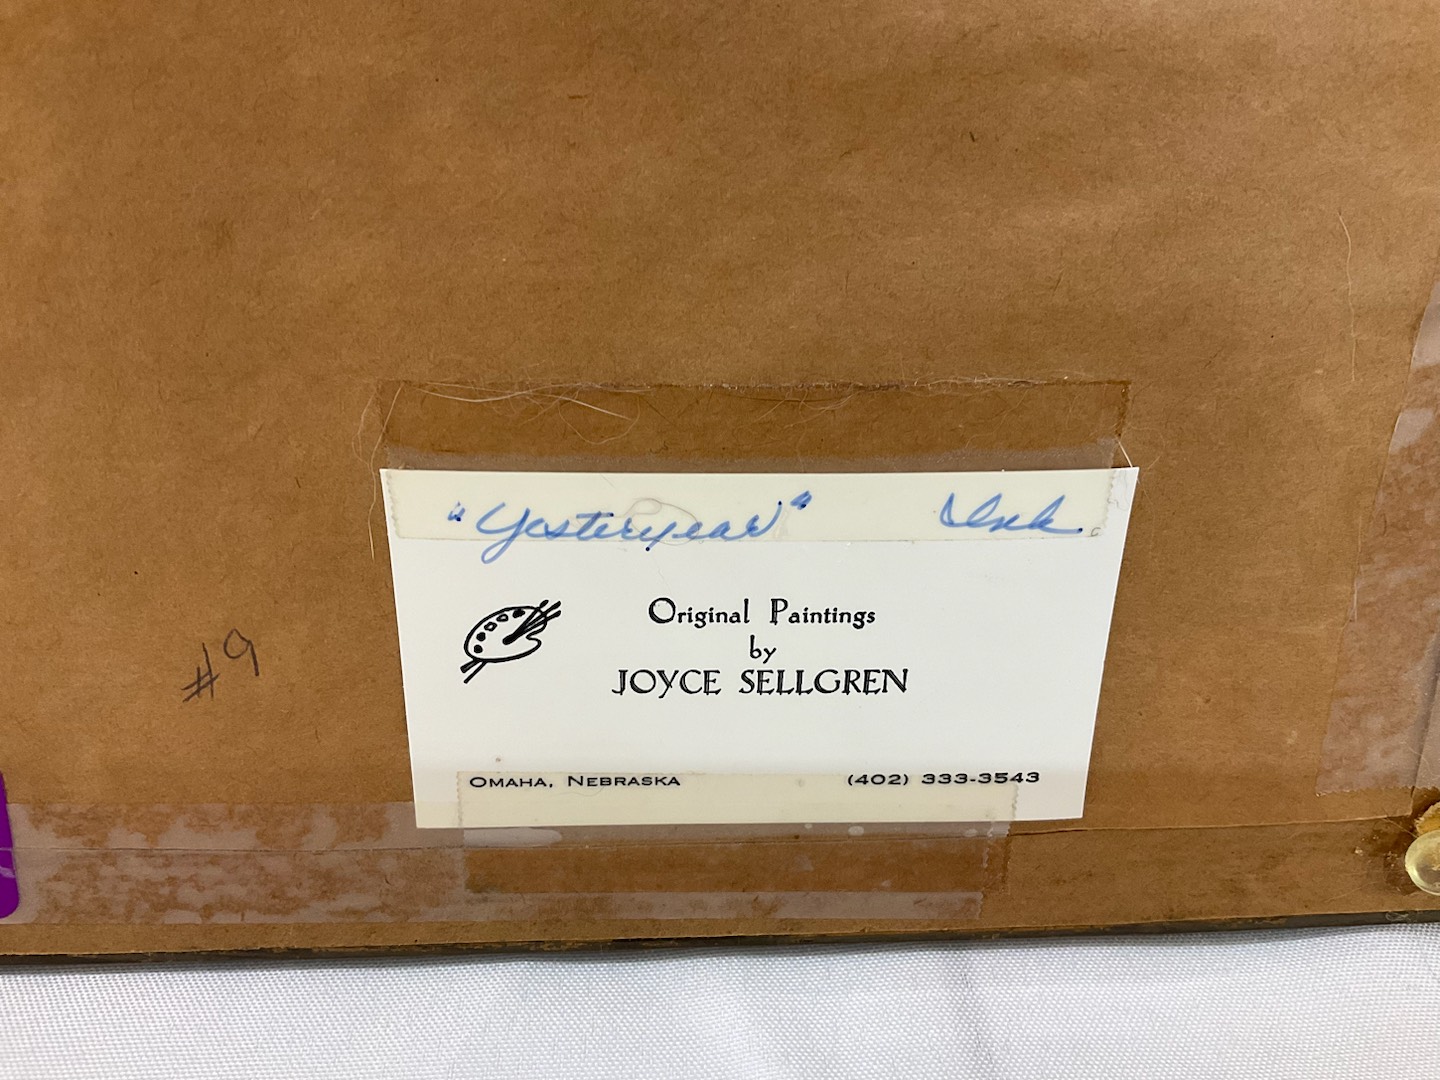 "Yesteryear" Ink
Original Paintings
by
JOYCE SELLGREN
OMAHA, NEBRASKA (402) 333-3543
#9